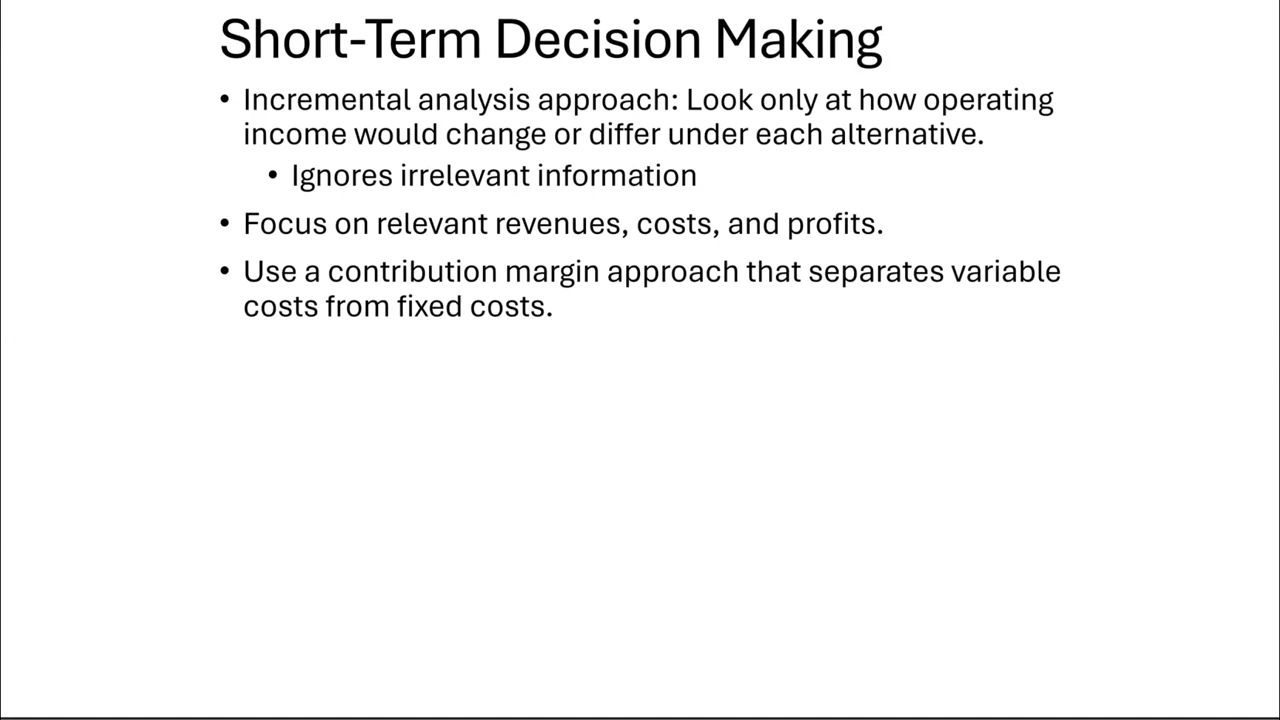 Short-Term Decision Making
• Incremental analysis approach: Look only at how operating
income would change or differ under each alternative.
• Ignores irrelevant information
• Focus on relevant revenues, costs, and profits.
• Use a contribution margin approach that separates variable
costs from fixed costs.